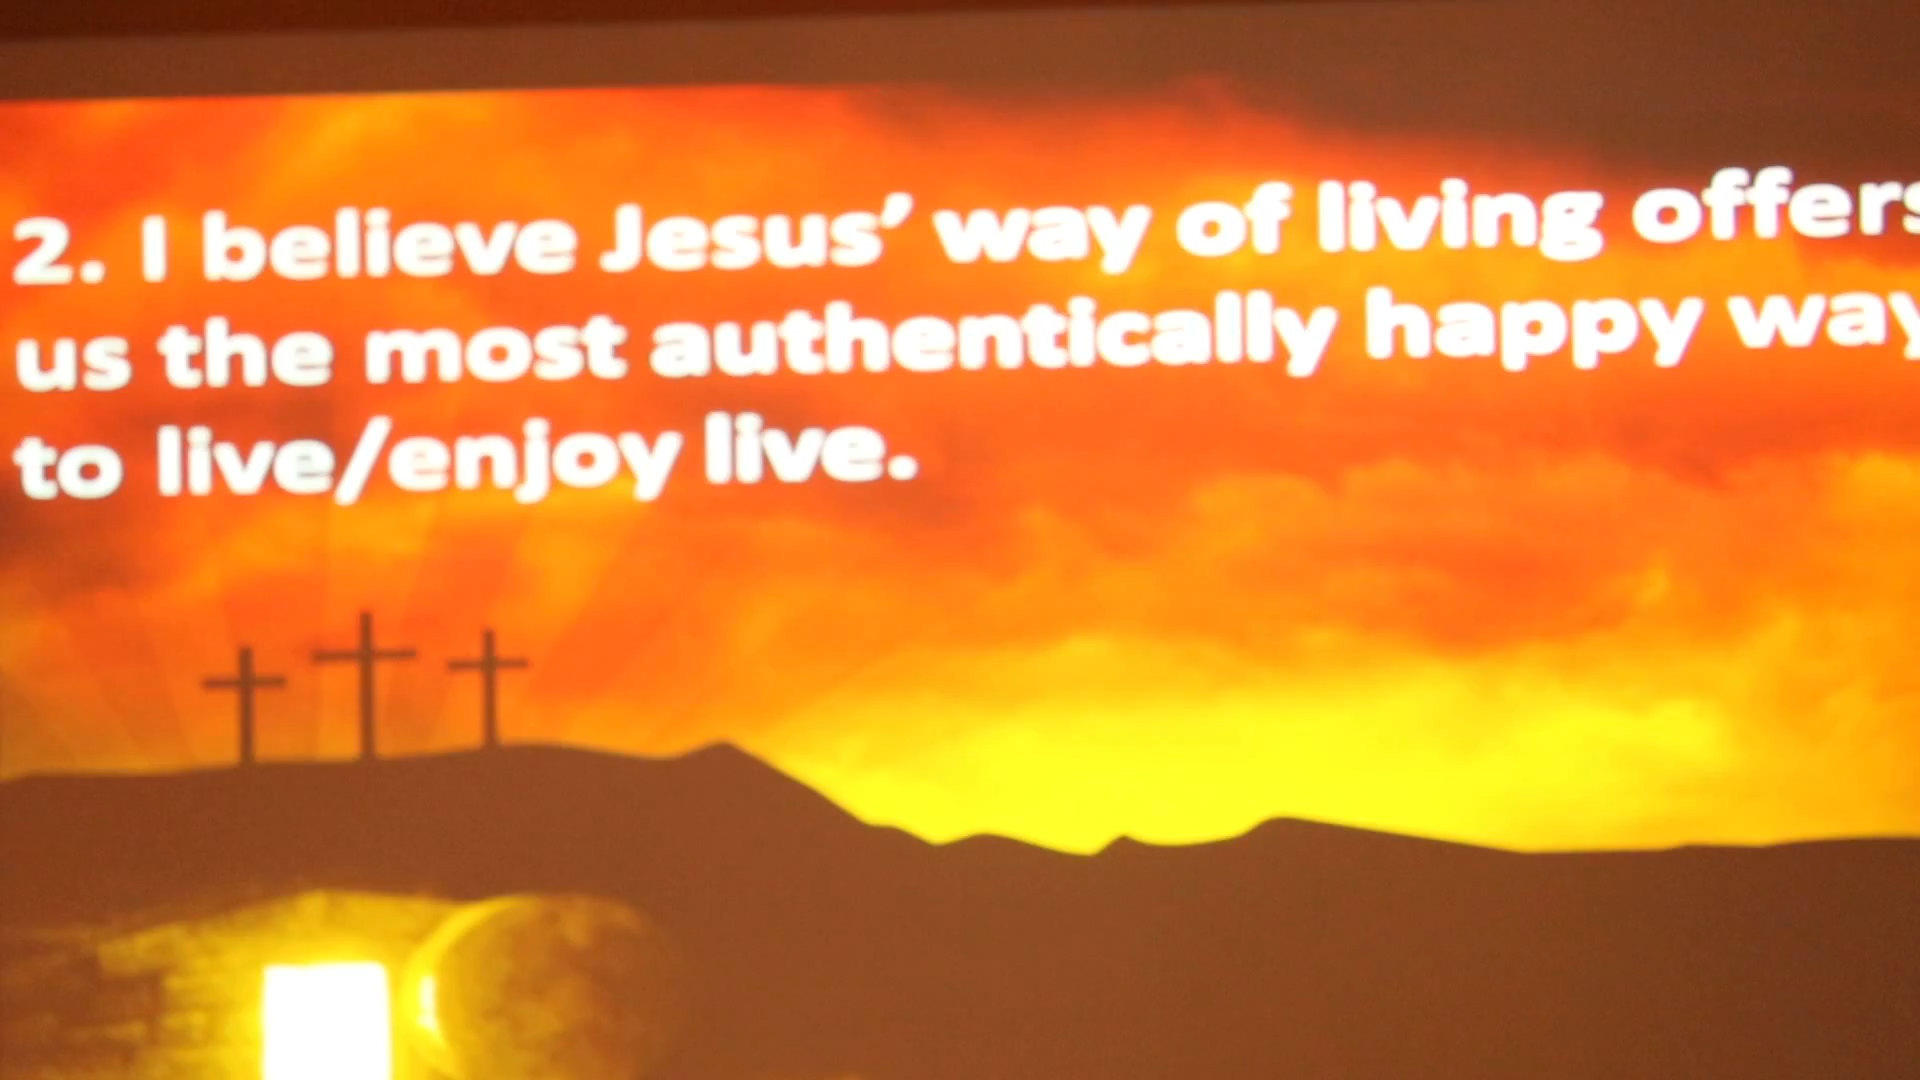 2. I believe Jesus’ way of living offers
us the most authentically happy way
to live/enjoy live.